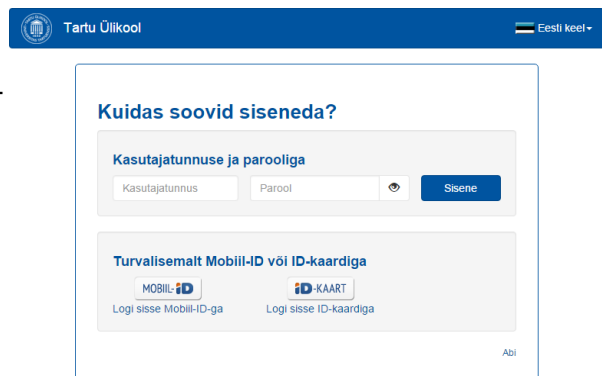 Tartu Ülikool
Eesti keel
Kuidas soovid siseneda?
Kasutajatunnuse ja parooliga
Kasutajatunnus
Parool
Sisene
Turvalisemalt Mobiil-ID või ID-kaardiga
MOBIIL-iD
iD-KAART
Logi sisse Mobiil-ID-ga
Logi sisse ID-kaardiga
Abi